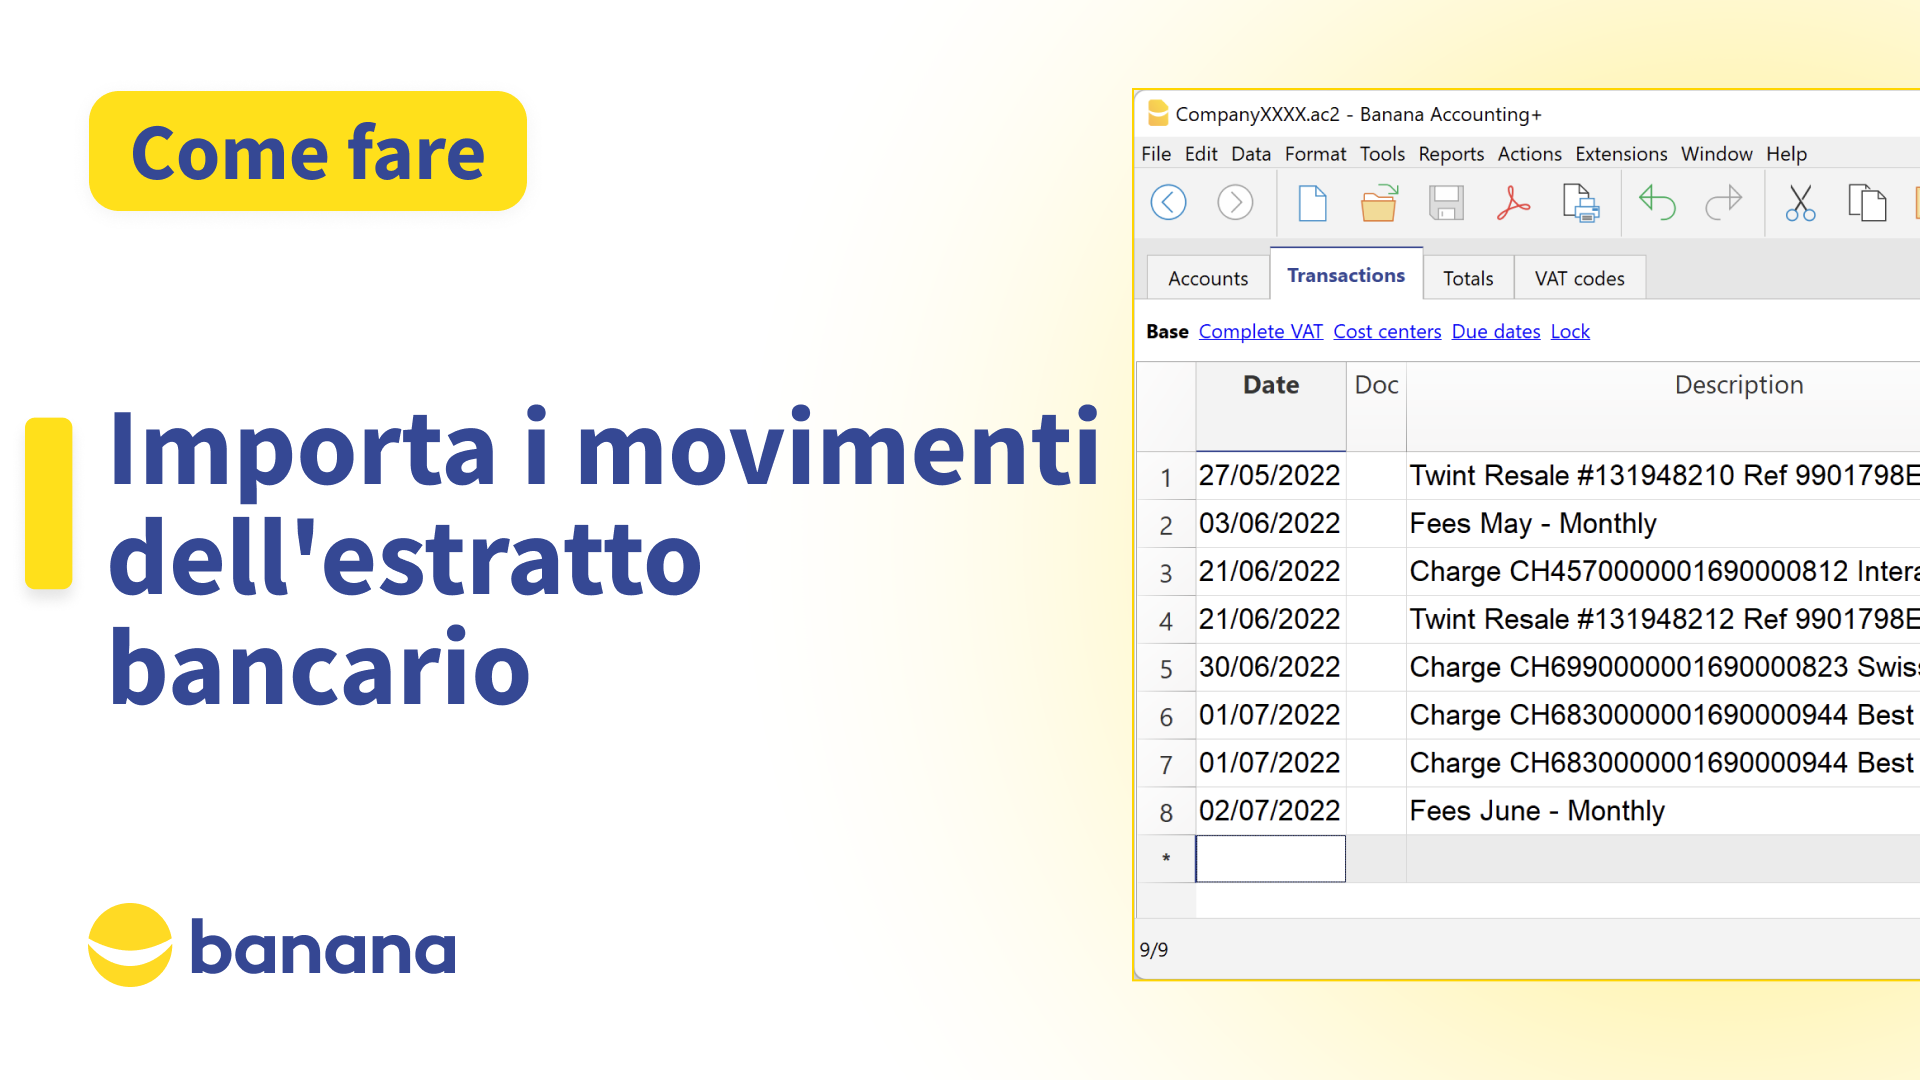 Come fare
Importa i movimenti
dell'estratto
bancario
banana
CompanyXXXX.ac2 - Banana Accounting+
File Edit Data Format Tools Reports Actions Extensions Window Help
Accounts Transactions Totals VAT codes
Base Complete VAT Cost centers Due dates Lock
Date Doc Description
1 27/05/2022 Twint Resale #131948210 Ref 9901798E
2 03/06/2022 Fees May - Monthly
3 21/06/2022 Charge CH4570000001690000812 Intera
4 21/06/2022 Twint Resale #131948212 Ref 9901798E
5 30/06/2022 Charge CH6990000001690000823 Swiss
6 01/07/2022 Charge CH6830000001690000944 Best
7 01/07/2022 Charge CH6830000001690000944 Best
8 02/07/2022 Fees June - Monthly
*
9/9